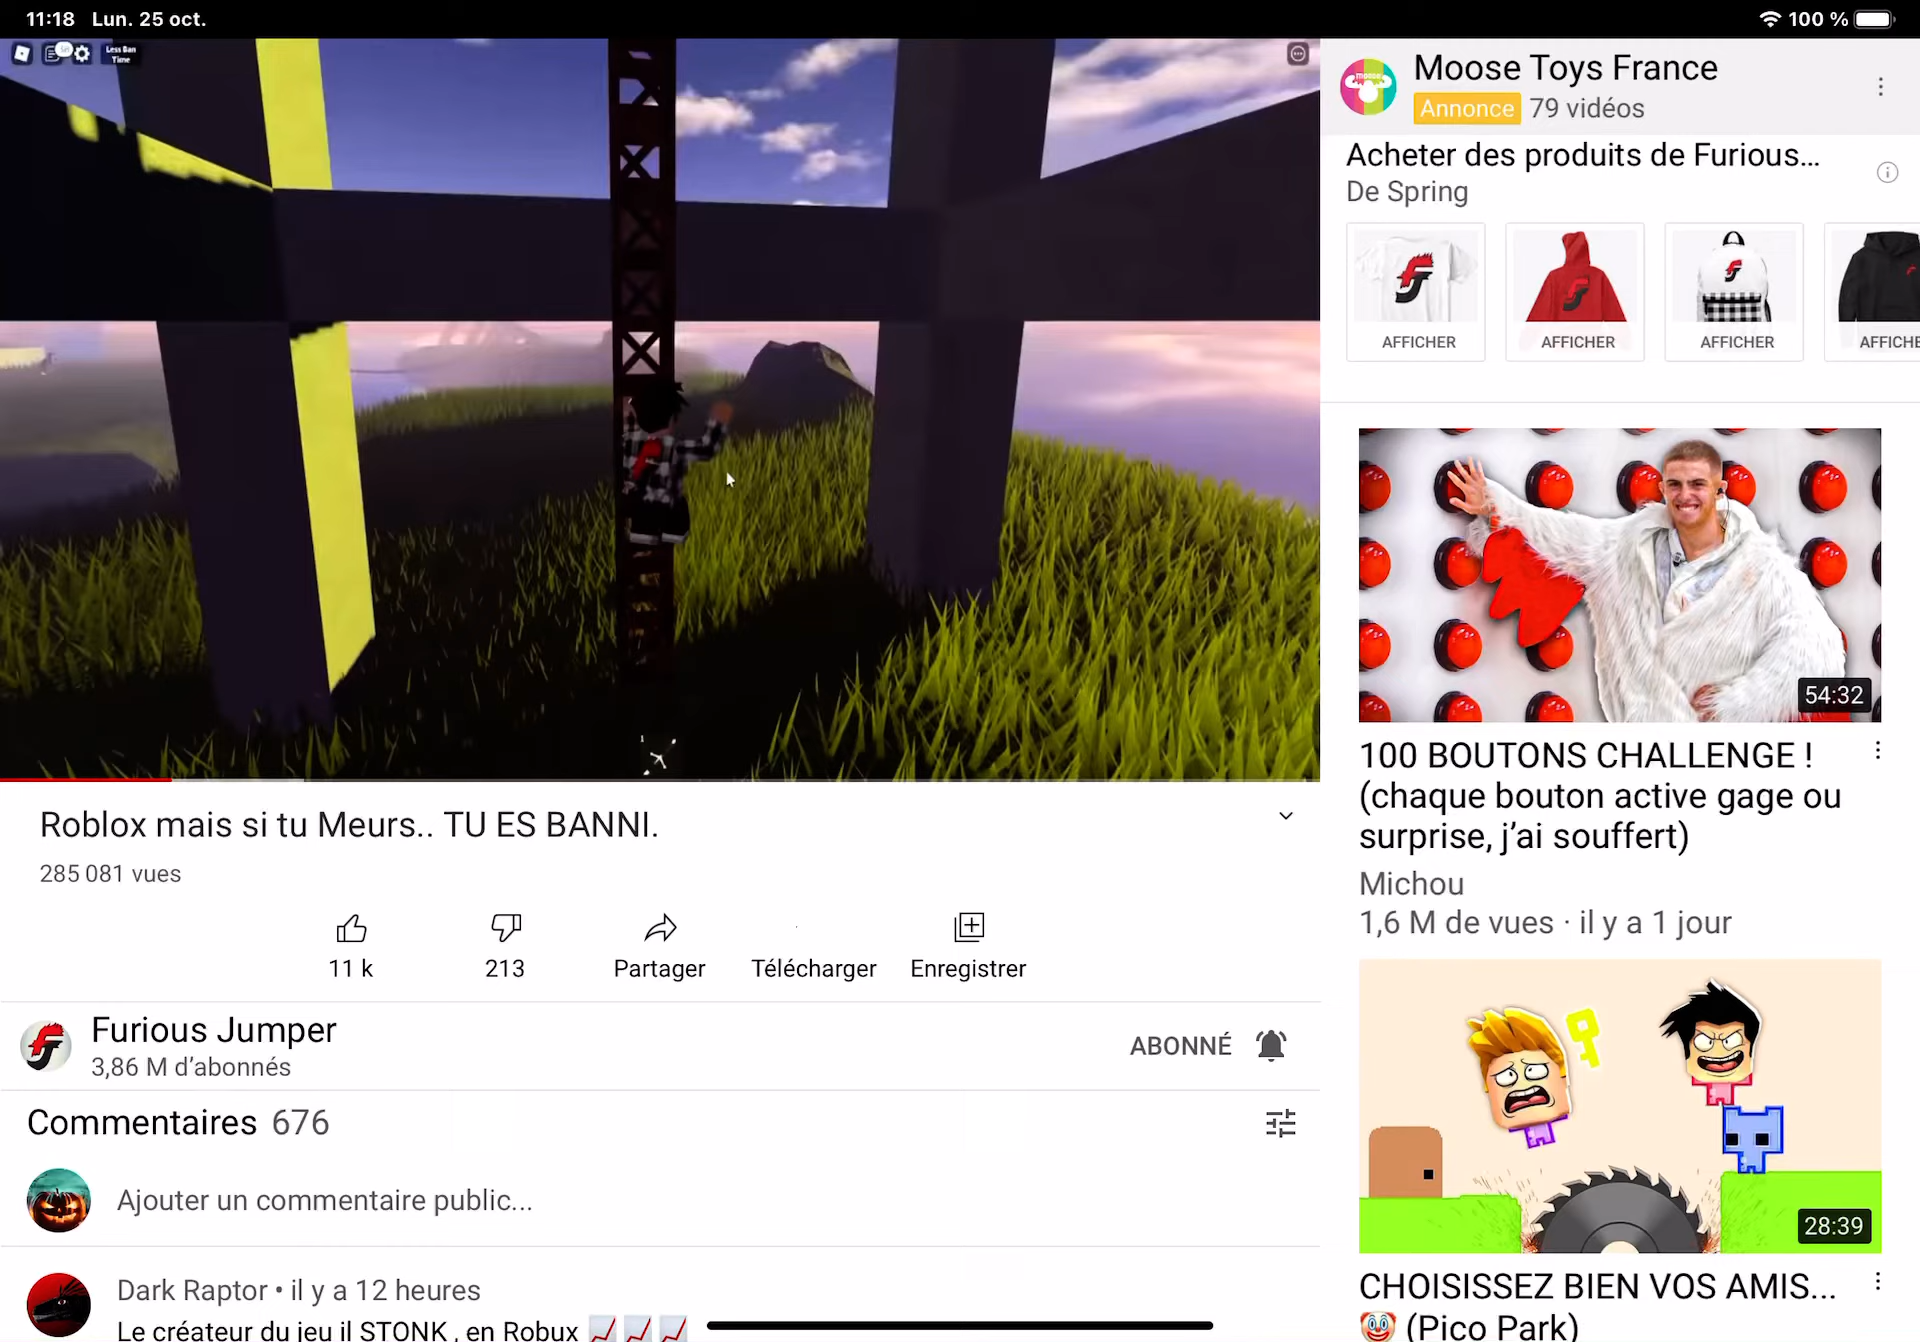 11:18 Lun. 25 oct.
100 %
Less Ban
Time
Moose Toys France
Annonce 79 vidéos
Acheter des produits de Furious...
De Spring
AFFICHER
AFFICHER
AFFICHER
AFFICHE
54:32
100 BOUTONS CHALLENGE !
(chaque bouton active gage ou
surprise, j’ai souffert)
Michou
1,6 M de vues · il y a 1 jour
28:39
CHOISISSEZ BIEN VOS AMIS...
🤡 (Pico Park)
Roblox mais si tu Meurs.. TU ES BANNI.
285 081 vues
11 k
213
Partager
Télécharger
Enregistrer
Furious Jumper
3,86 M d’abonnés
ABONNÉ
Commentaires 676
Ajouter un commentaire public...
Dark Raptor • il y a 12 heures
Le créateur du jeu il STONK , en Robux 📈📈📈